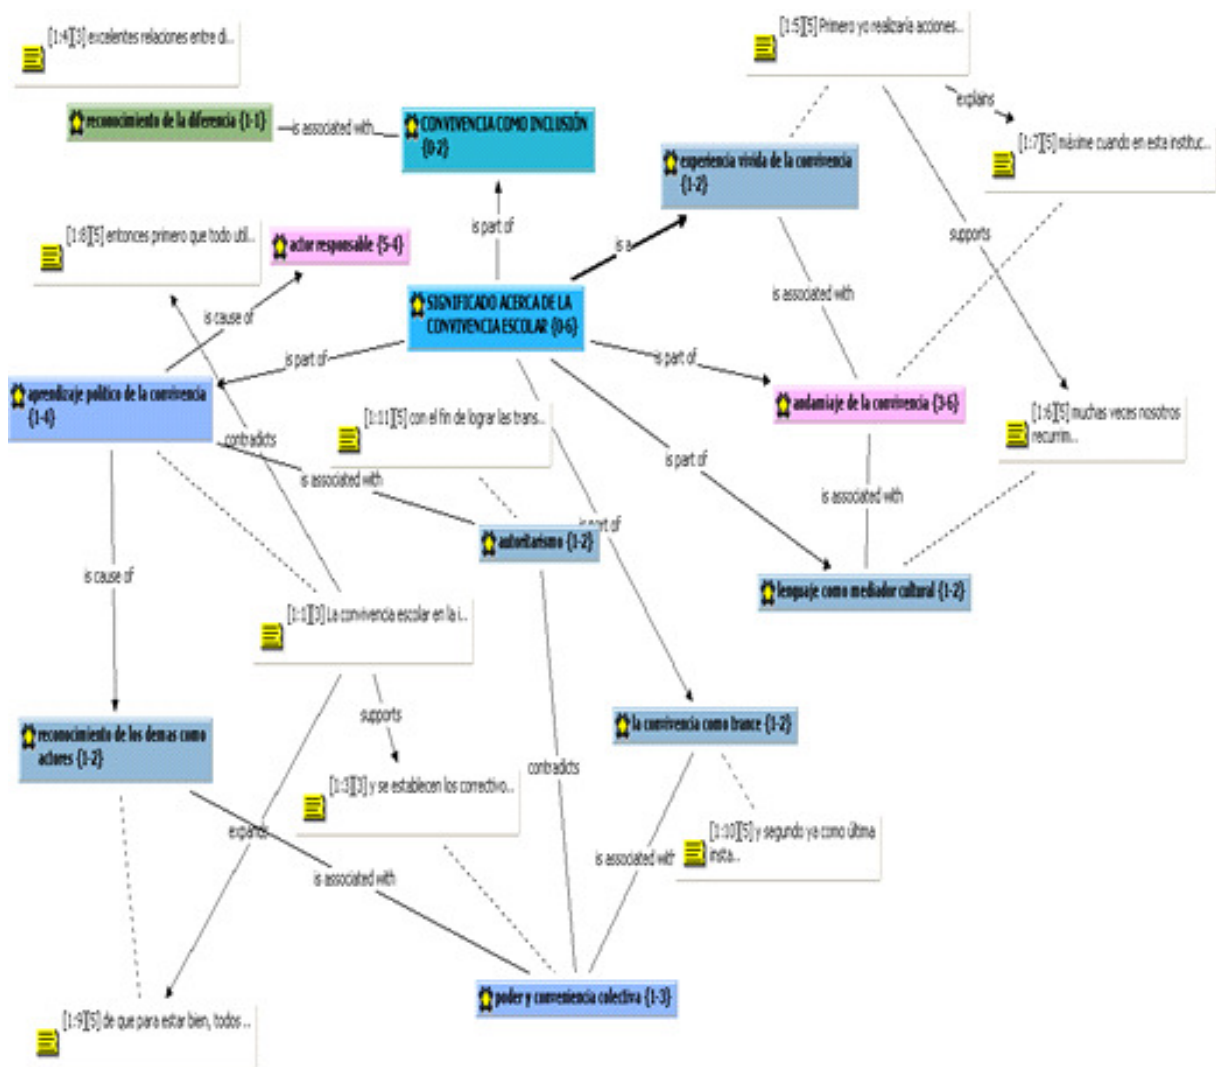 [1:4][3] excelentes relaciones entre di...
[1:5][5] Primero yo realizaría acciones...
explains
reconocimiento de la diferencia {1-1}
is associated with
CONVIVENCIA COMO INCLUSIÓN
{0-2}
experiencia vivida de la convivencia
{1-2}
[1:7][5] máxime cuando en esta instituc...
[1:8][5] entonces primero que todo util...
actor responsable {5-4}
is part of
is a
supports
is cause of
SIGNIFICADO ACERCA DE LA
CONVIVENCIA ESCOLAR {0-6}
is associated with
is part of
is part of
aprendizaje político de la convivencia
{1-4}
andamiaje de la convivencia {3-6}
[1:11][5] con el fin de lograr las trans...
[1:6][5] muchas veces nosotros
recurrim...
contradicts
is associated with
is part of
is associated with
is part of
autoritarismo {1-2}
is cause of
lenguaje como mediador cultural {1-2}
[1:1][3] La convivencia escolar en la i...
supports
reconocimiento de los demas como
actores {1-2}
la convivencia como trance {1-2}
contradicts
[1:3][3] y se establecen los correctivo...
expands
[1:10][5] y segundo ya como última
insta...
is associated with
is associated with
poder y conveniencia colectiva {1-3}
[1:9][5] de que para estar bien, todos ...